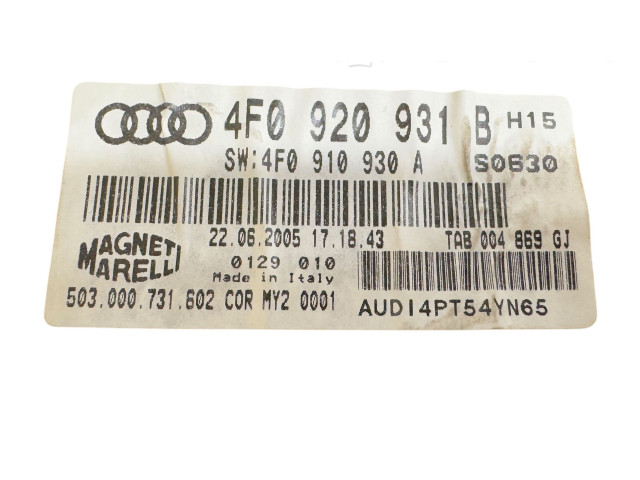 4F0 920 931 B H15
SW:4F0 910 930 A S0630
22.06.2005 17.18.43 TAB 004 869 GJ
MAGNETI
MARELLI
0129 010
Made in Italy
503.000.731.602 COR MY2 0001
AUDI4PT54YN65